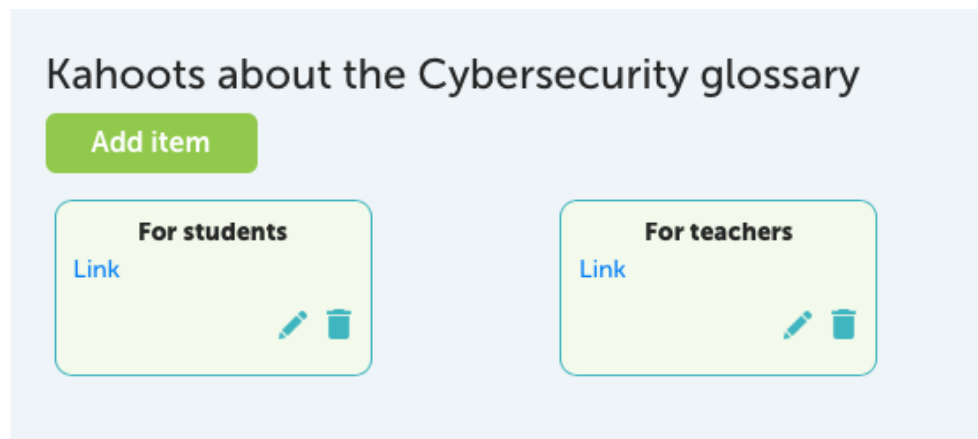 Kahoots about the Cybersecurity glossary
Add item
For students
Link
For teachers
Link